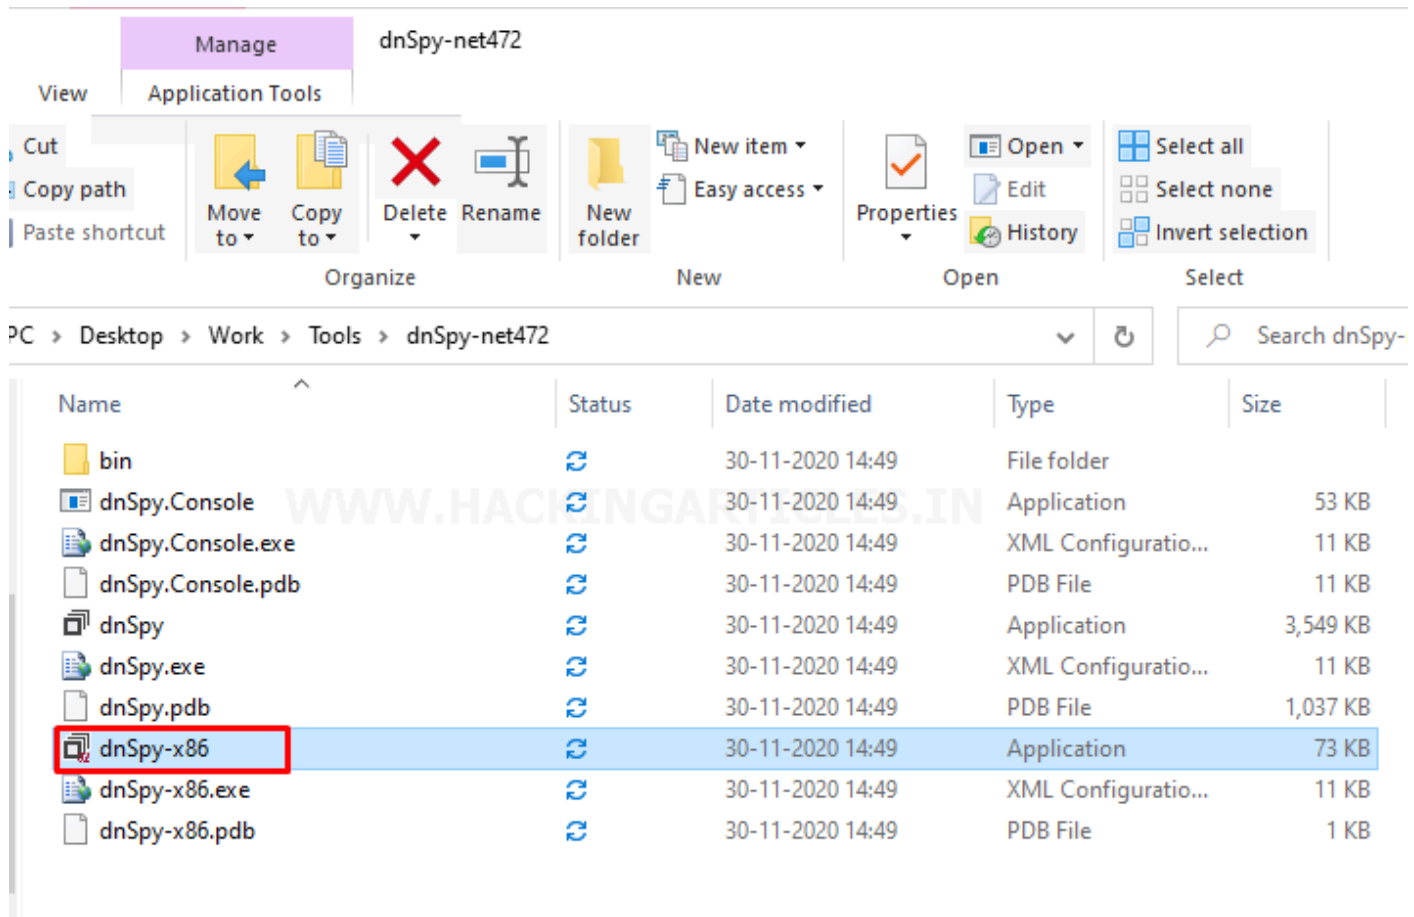 Manage dnSpy-net472
View Application Tools
Cut
Copy path
Paste shortcut
Move to
Copy to
Delete
Rename
Organize
New folder
New item
Easy access
New
Properties
Open
Edit
History
Open
Select all
Select none
Invert selection
Select
PC > Desktop > Work > Tools > dnSpy-net472
Search dnSpy-
Name Status Date modified Type Size
bin 30-11-2020 14:49 File folder
dnSpy.Console 30-11-2020 14:49 Application 53 KB
WWW.HACKINGARTICLES.IN
dnSpy.Console.exe 30-11-2020 14:49 XML Configuratio... 11 KB
dnSpy.Console.pdb 30-11-2020 14:49 PDB File 11 KB
dnSpy 30-11-2020 14:49 Application 3,549 KB
dnSpy.exe 30-11-2020 14:49 XML Configuratio... 11 KB
dnSpy.pdb 30-11-2020 14:49 PDB File 1,037 KB
dnSpy-x86 30-11-2020 14:49 Application 73 KB
dnSpy-x86.exe 30-11-2020 14:49 XML Configuratio... 11 KB
dnSpy-x86.pdb 30-11-2020 14:49 PDB File 1 KB